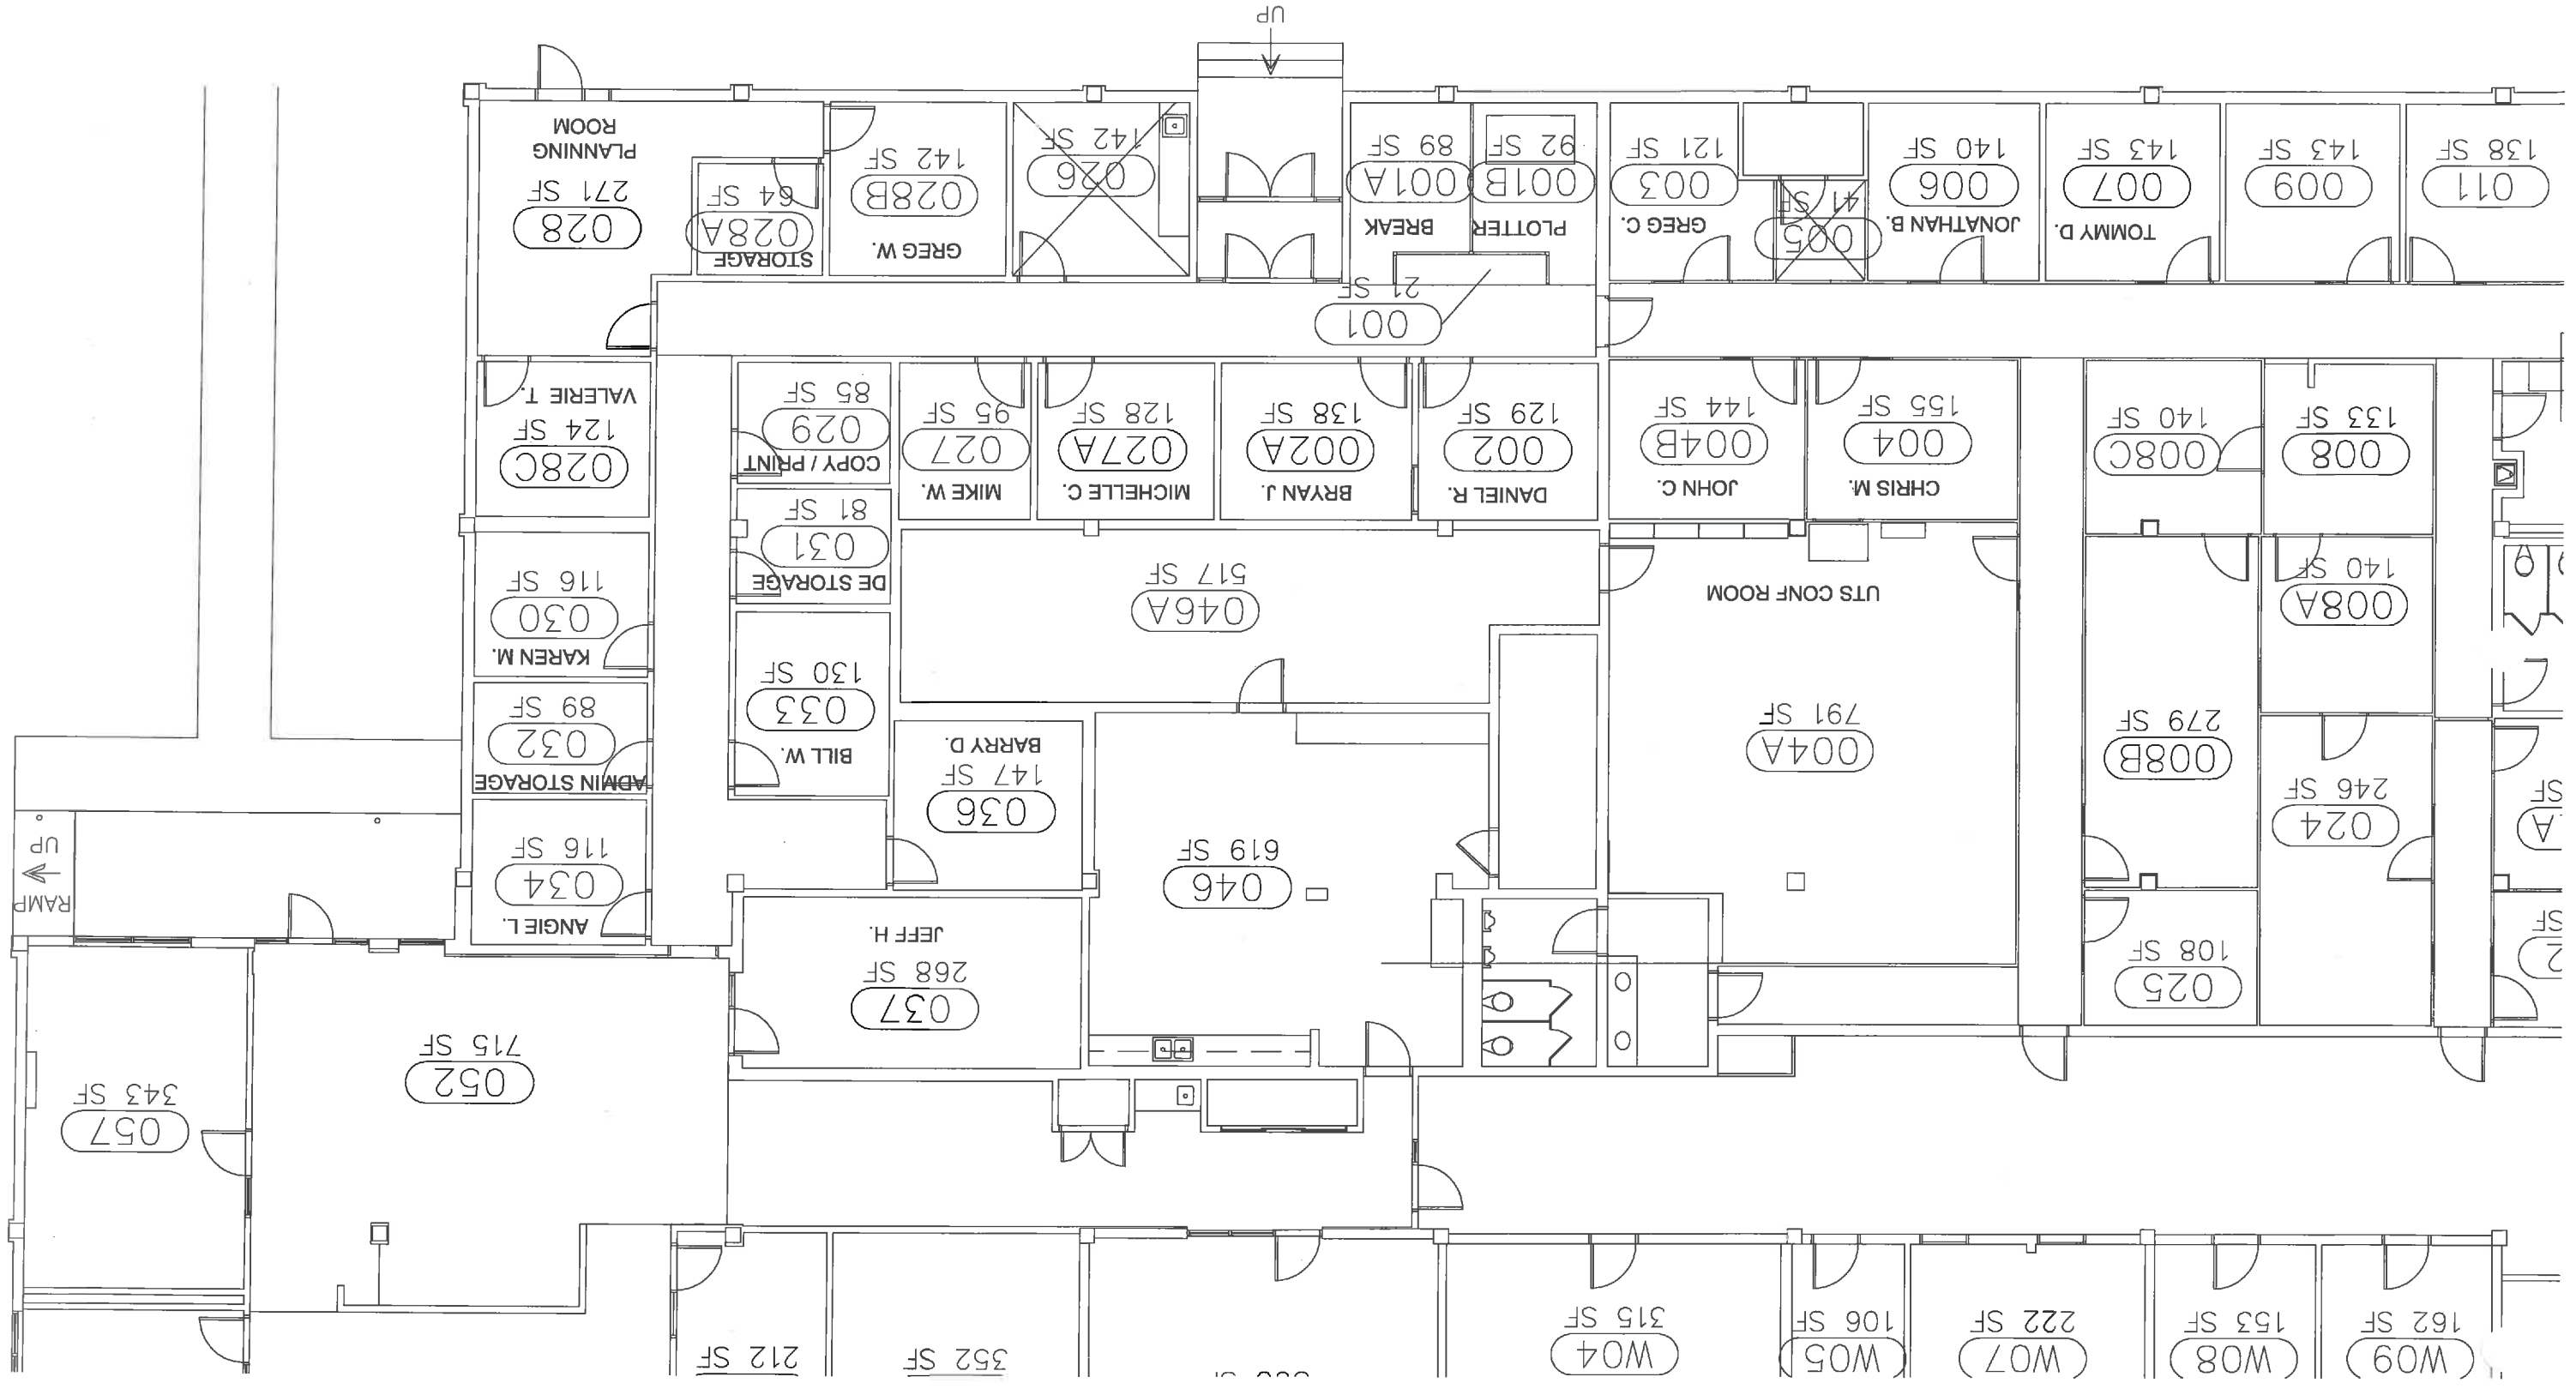 W09
162 SF
W08
153 SF
W07
222 SF
W05
106 SF
W04
315 SF
352 SF
212 SF
057
343 SF
052
715 SF
025
108 SF
037
268 SF
JEFF H.
ANGIE L.
034
116 SF
RAMP
UP
024
246 SF
008B
279 SF
004A
791 SF
UTS CONF ROOM
046
619 SF
036
147 SF
BARRY D.
BILL W.
033
130 SF
ADMIN STORAGE
032
89 SF
008A
140 SF
046A
517 SF
DE STORAGE
031
81 SF
KAREN M.
030
116 SF
008
133 SF
008C
140 SF
CHRIS M.
004
155 SF
JOHN C.
004B
144 SF
DANIEL R.
002
129 SF
BRYAN J.
002A
138 SF
MICHELLE C.
027A
128 SF
MIKE W.
027
95 SF
COPY / PRINT
029
85 SF
028C
124 SF
VALERIE T.
001
21 SF
011
138 SF
009
143 SF
TOMMY D.
007
143 SF
JONATHAN B.
006
140 SF
005
41 SF
GREG C.
003
121 SF
PLOTTER
001B
92 SF
BREAK
001A
89 SF
026
142 SF
GREG W.
028B
142 SF
STORAGE
028A
64 SF
028
271 SF
PLANNING
ROOM
UP